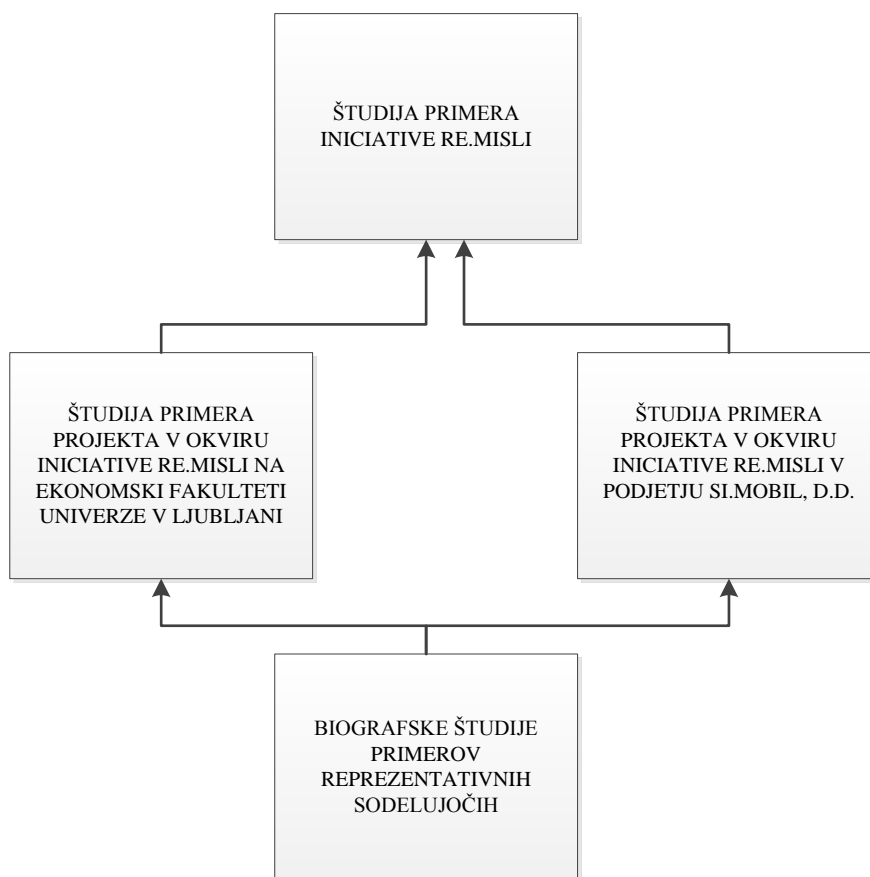 ŠTUDIJA PRIMERA
INICIATIVE RE.MISLI
ŠTUDIJA PRIMERA
PROJEKTA V OKVIRU
INICIATIVE RE.MISLI NA
EKONOMSKI FAKULTETI
UNIVERZE V LJUBLJANI
ŠTUDIJA PRIMERA
PROJEKTA V OKVIRU
INICIATIVE RE.MISLI V
PODJETJU SI.MOBIL, D.D.
BIOGRAFSKE ŠTUDIJE
PRIMEROV
REPREZENTATIVNIH
SODELUJOČIH